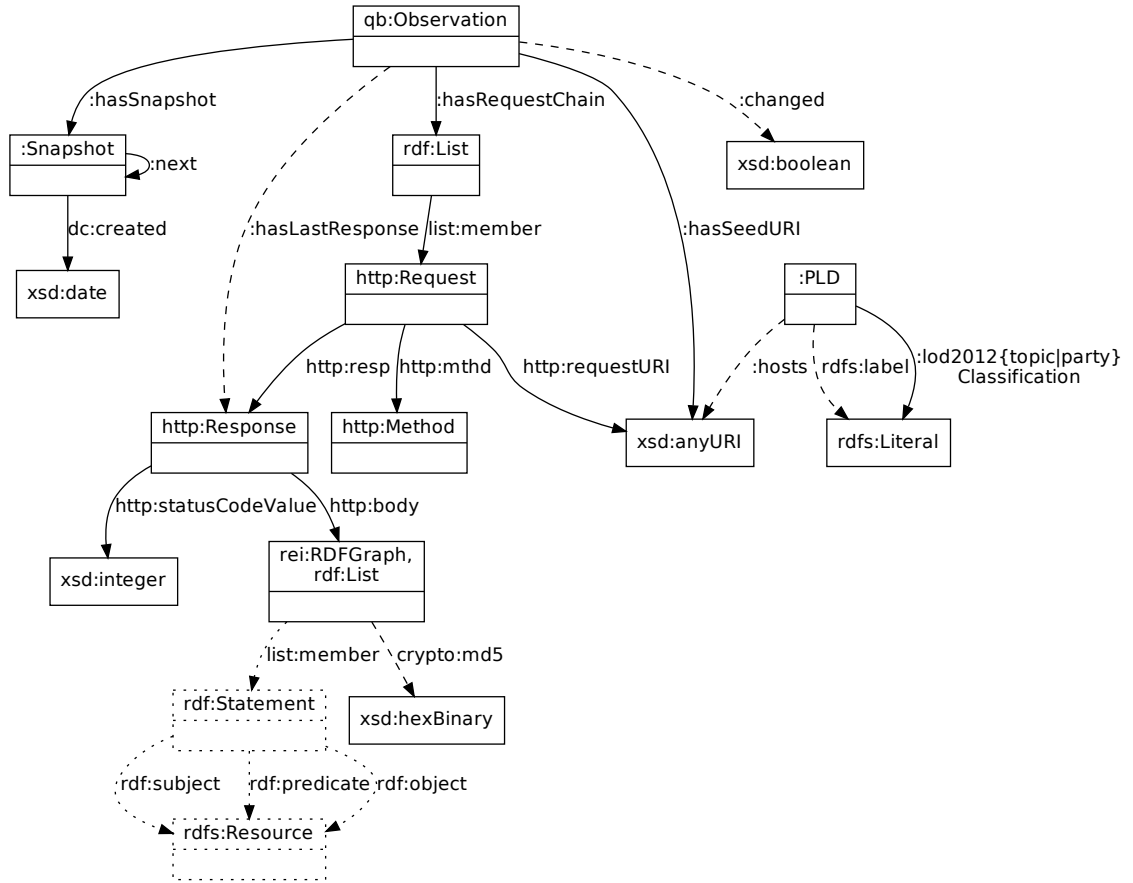 qb:Observation
:hasSnapshot
:hasRequestChain
:changed
:Snapshot
:next
rdf:List
xsd:boolean
dc:created
:hasLastResponse
list:member
:hasSeedURI
xsd:date
http:Request
:PLD
http:resp
http:mthd
http:requestURI
:hosts
rdfs:label
:lod2012{topic|party}
Classification
http:Response
http:Method
xsd:anyURI
rdfs:Literal
http:statusCodeValue
http:body
xsd:integer
rei:RDFGraph,
rdf:List
list:member
crypto:md5
rdf:Statement
xsd:hexBinary
rdf:subject
rdf:predicate
rdf:object
rdfs:Resource